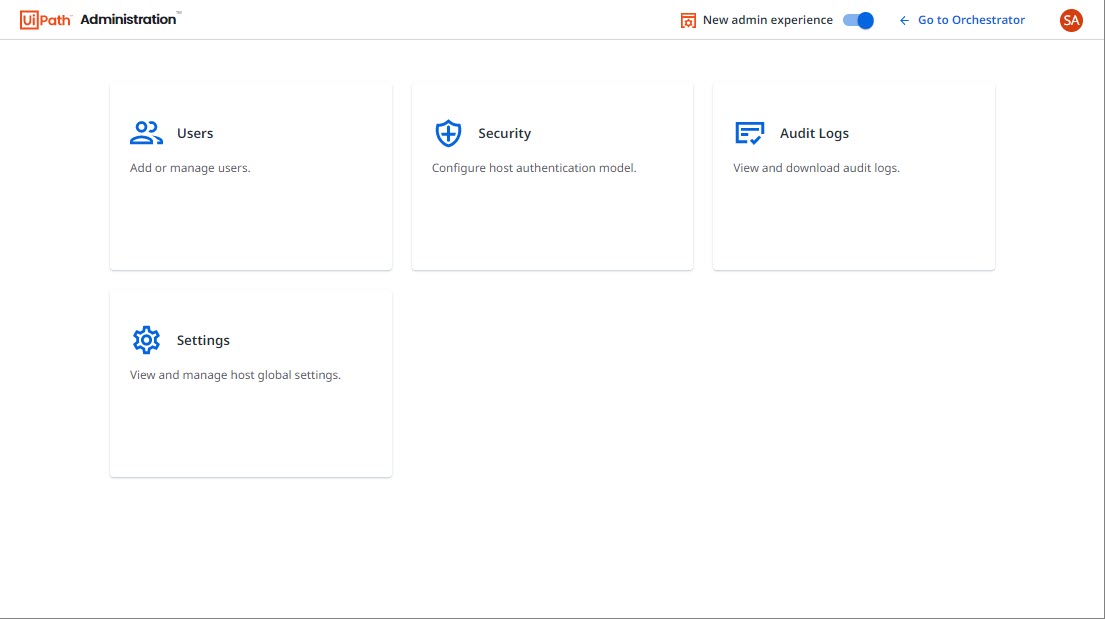 UiPath™ Administration™
New admin experience
Go to Orchestrator
SA
Users
Add or manage users.
Security
Configure host authentication model.
Audit Logs
View and download audit logs.
Settings
View and manage host global settings.